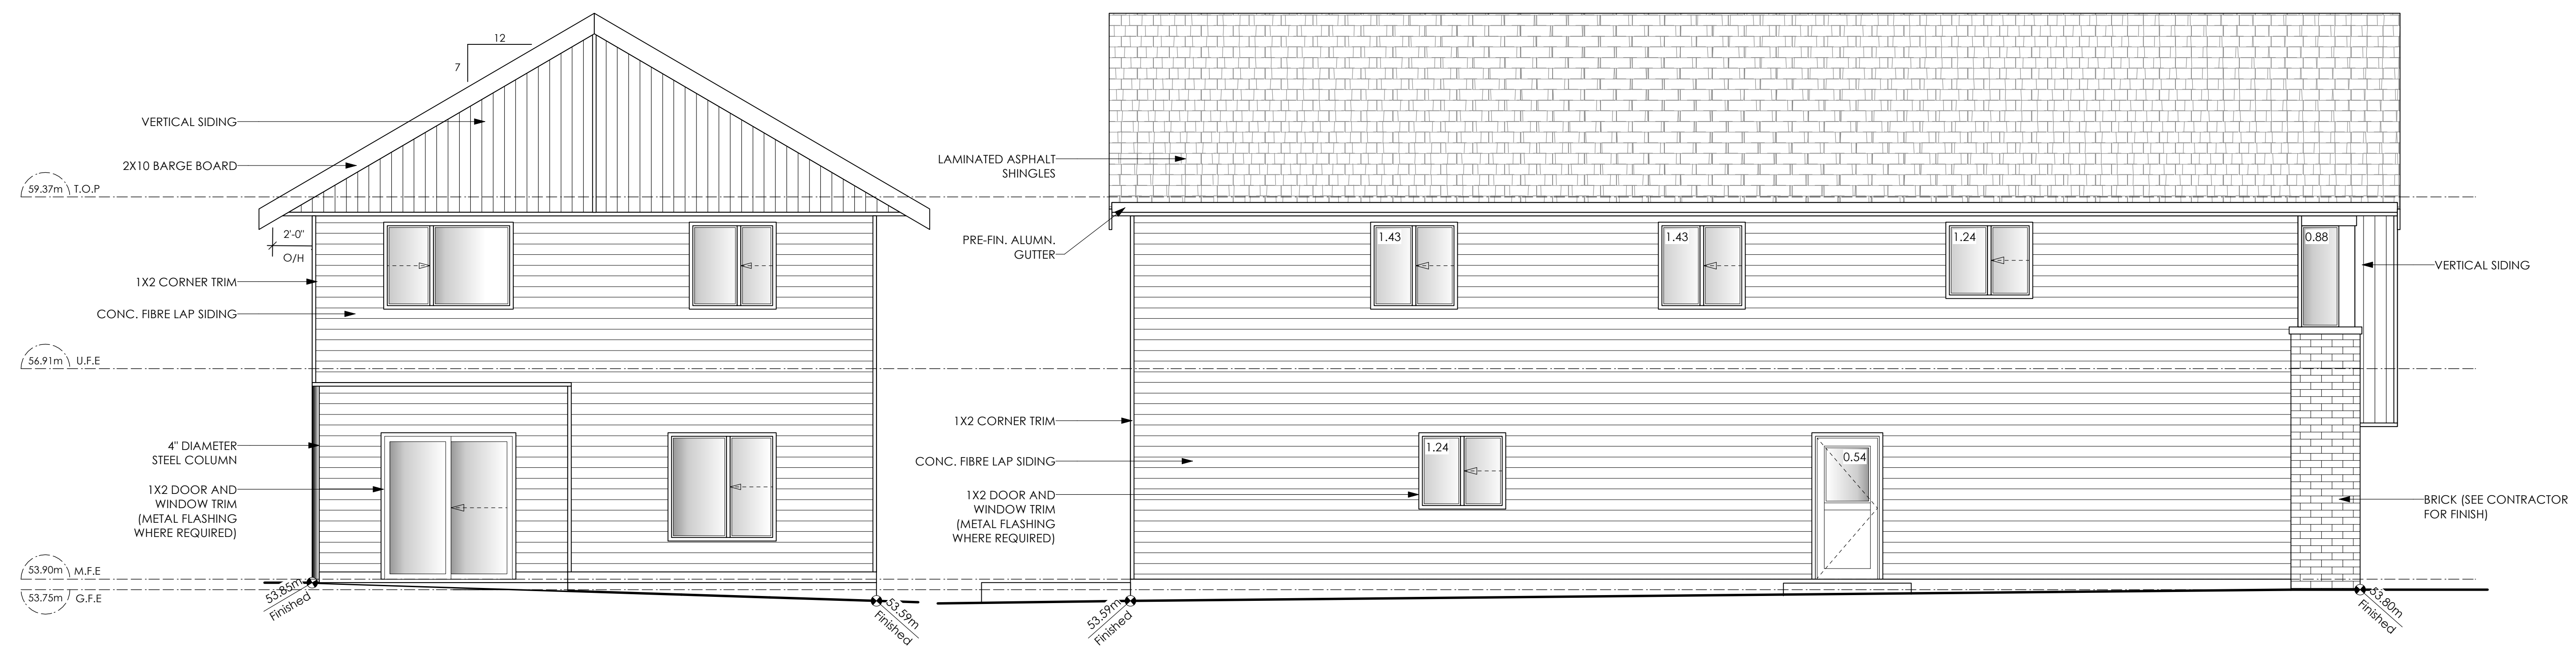 12
7
VERTICAL SIDING
2X10 BARGE BOARD
59.37m T.O.P
2'-0"
O/H
1X2 CORNER TRIM
CONC. FIBRE LAP SIDING
56.91m U.F.E
4" DIAMETER
STEEL COLUMN
1X2 DOOR AND
WINDOW TRIM
(METAL FLASHING
WHERE REQUIRED)
53.90m M.F.E
53.75m G.F.E
53.85m
Finished
53.59m
Finished
LAMINATED ASPHALT
SHINGLES
PRE-FIN. ALUMN.
GUTTER
1.43
1.43
1.24
0.88
VERTICAL SIDING
1X2 CORNER TRIM
CONC. FIBRE LAP SIDING
1.24
0.54
1X2 DOOR AND
WINDOW TRIM
(METAL FLASHING
WHERE REQUIRED)
BRICK (SEE CONTRACTOR
FOR FINISH)
53.59m
Finished
53.80m
Finished